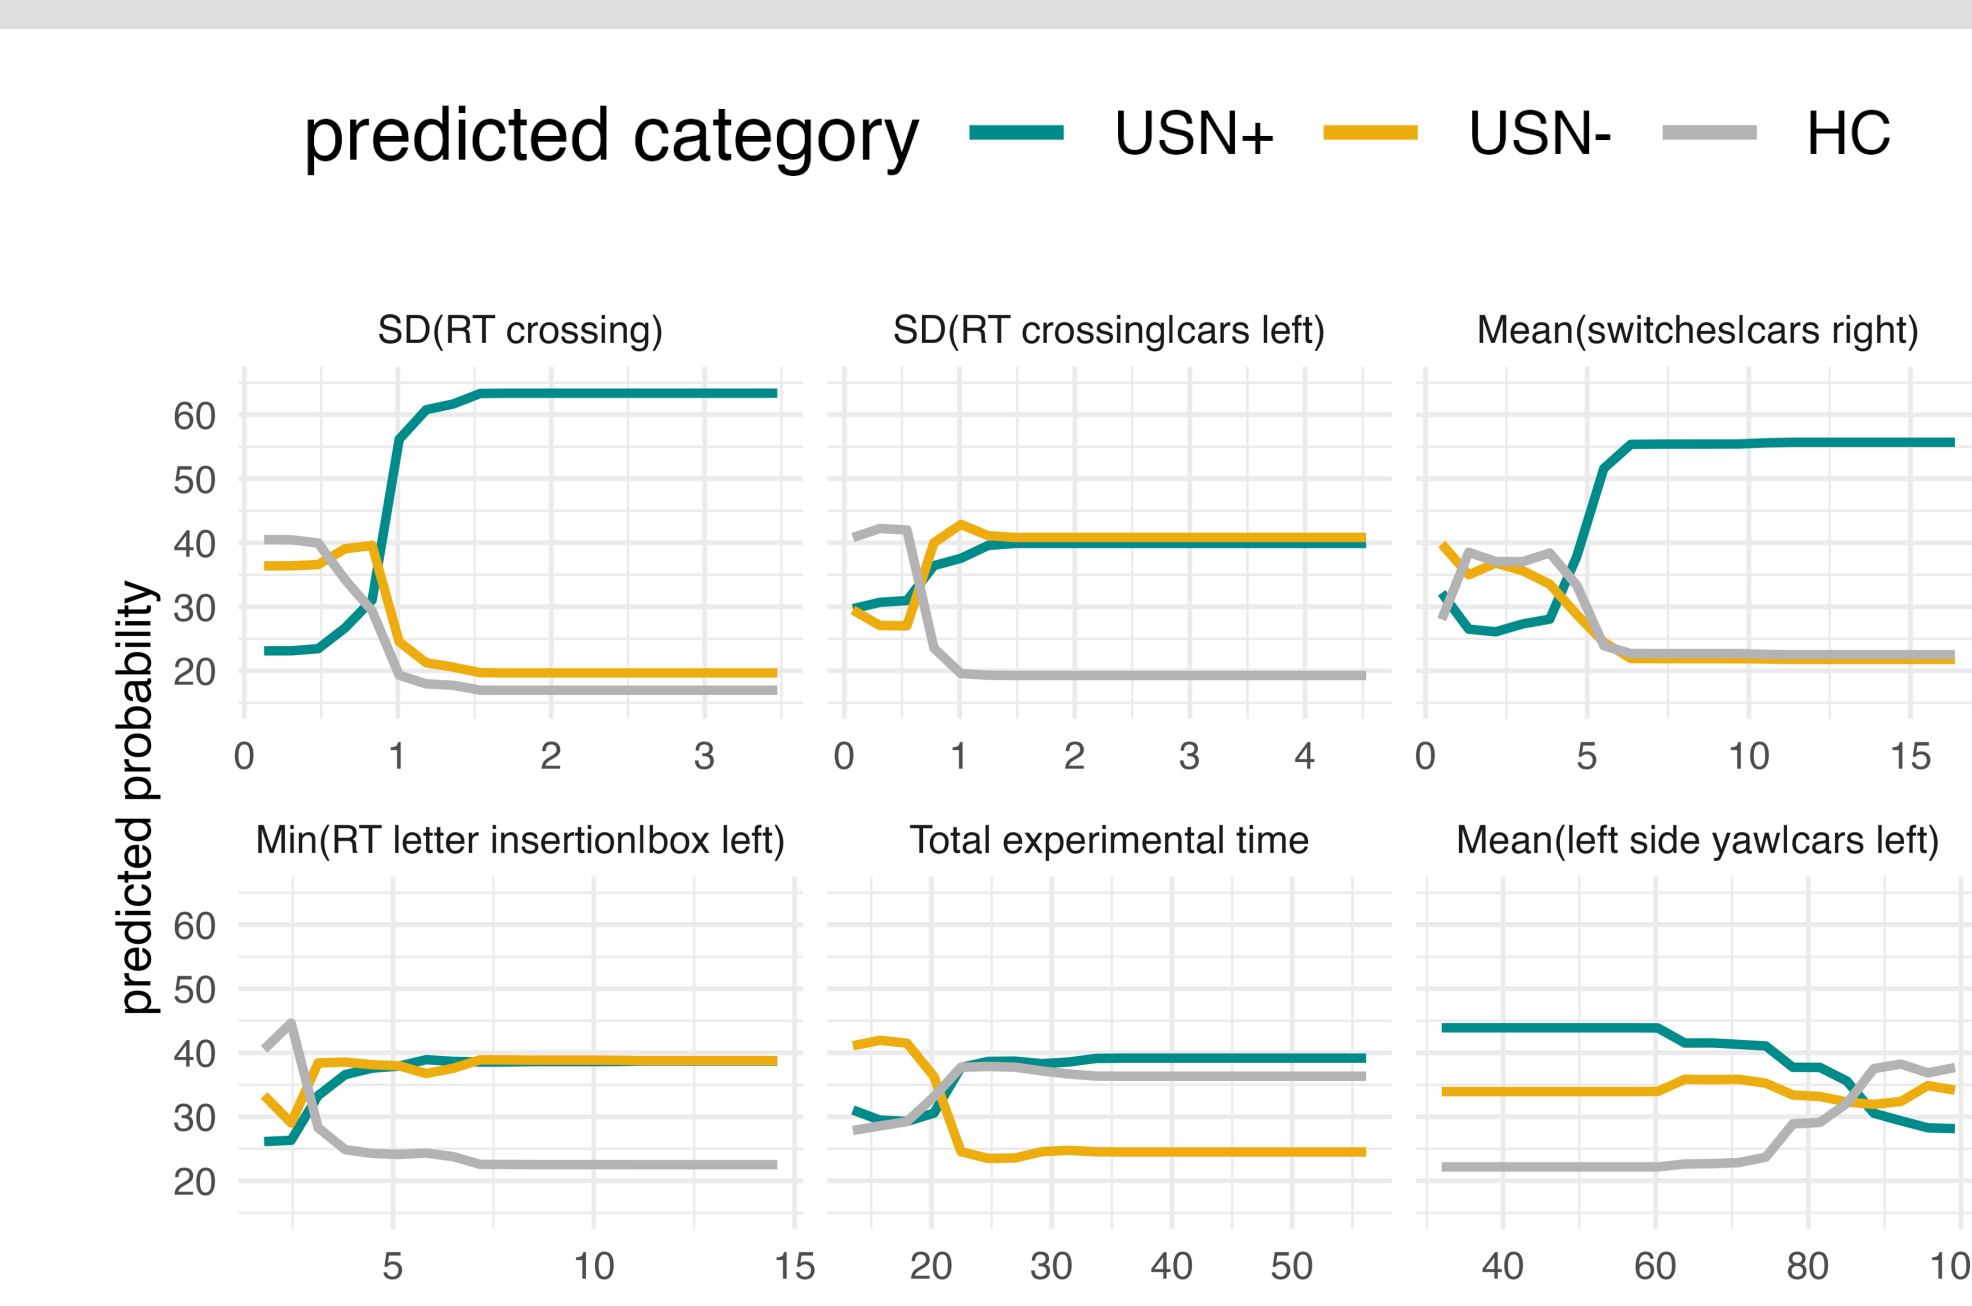 predicted category USN+ USN- HC
SD(RT crossing) SD(RT crossing|cars left) Mean(switches|cars right)
60
50
40
30
20
0 1 2 3 0 1 2 3 4 0 5 10 15
predicted probability
Min(RT letter insertion|box left) Total experimental time Mean(left side yaw|cars left)
60
50
40
30
20
5 10 15 20 30 40 50 40 60 80 10